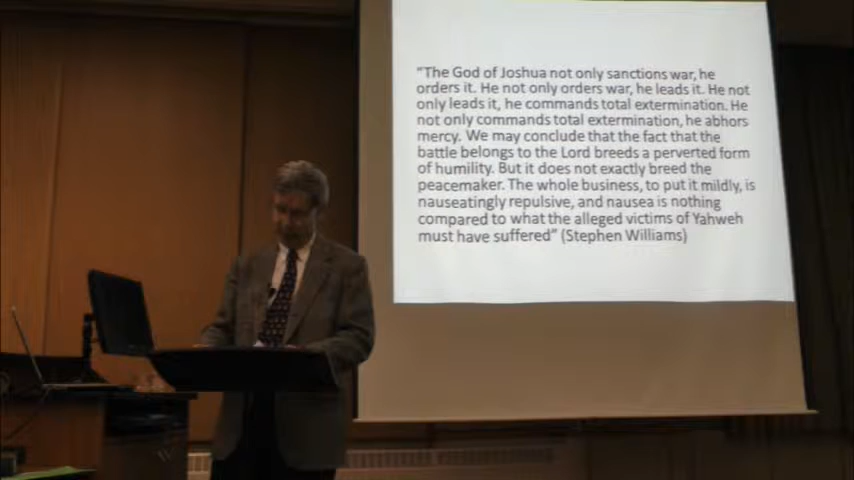 “The God of Joshua not only sanctions war, he
orders it. He not only orders war, he leads it. He not
only leads it, he commands total extermination. He
not only commands total extermination, he abhors
mercy. We may conclude that the fact that the
battle belongs to the Lord breeds a perverted form
of humility. But it does not exactly breed the
peacemaker. The whole business, to put it mildly, is
nauseatingly repulsive, and nausea is nothing
compared to what the alleged victims of Yahweh
must have suffered” (Stephen Williams)